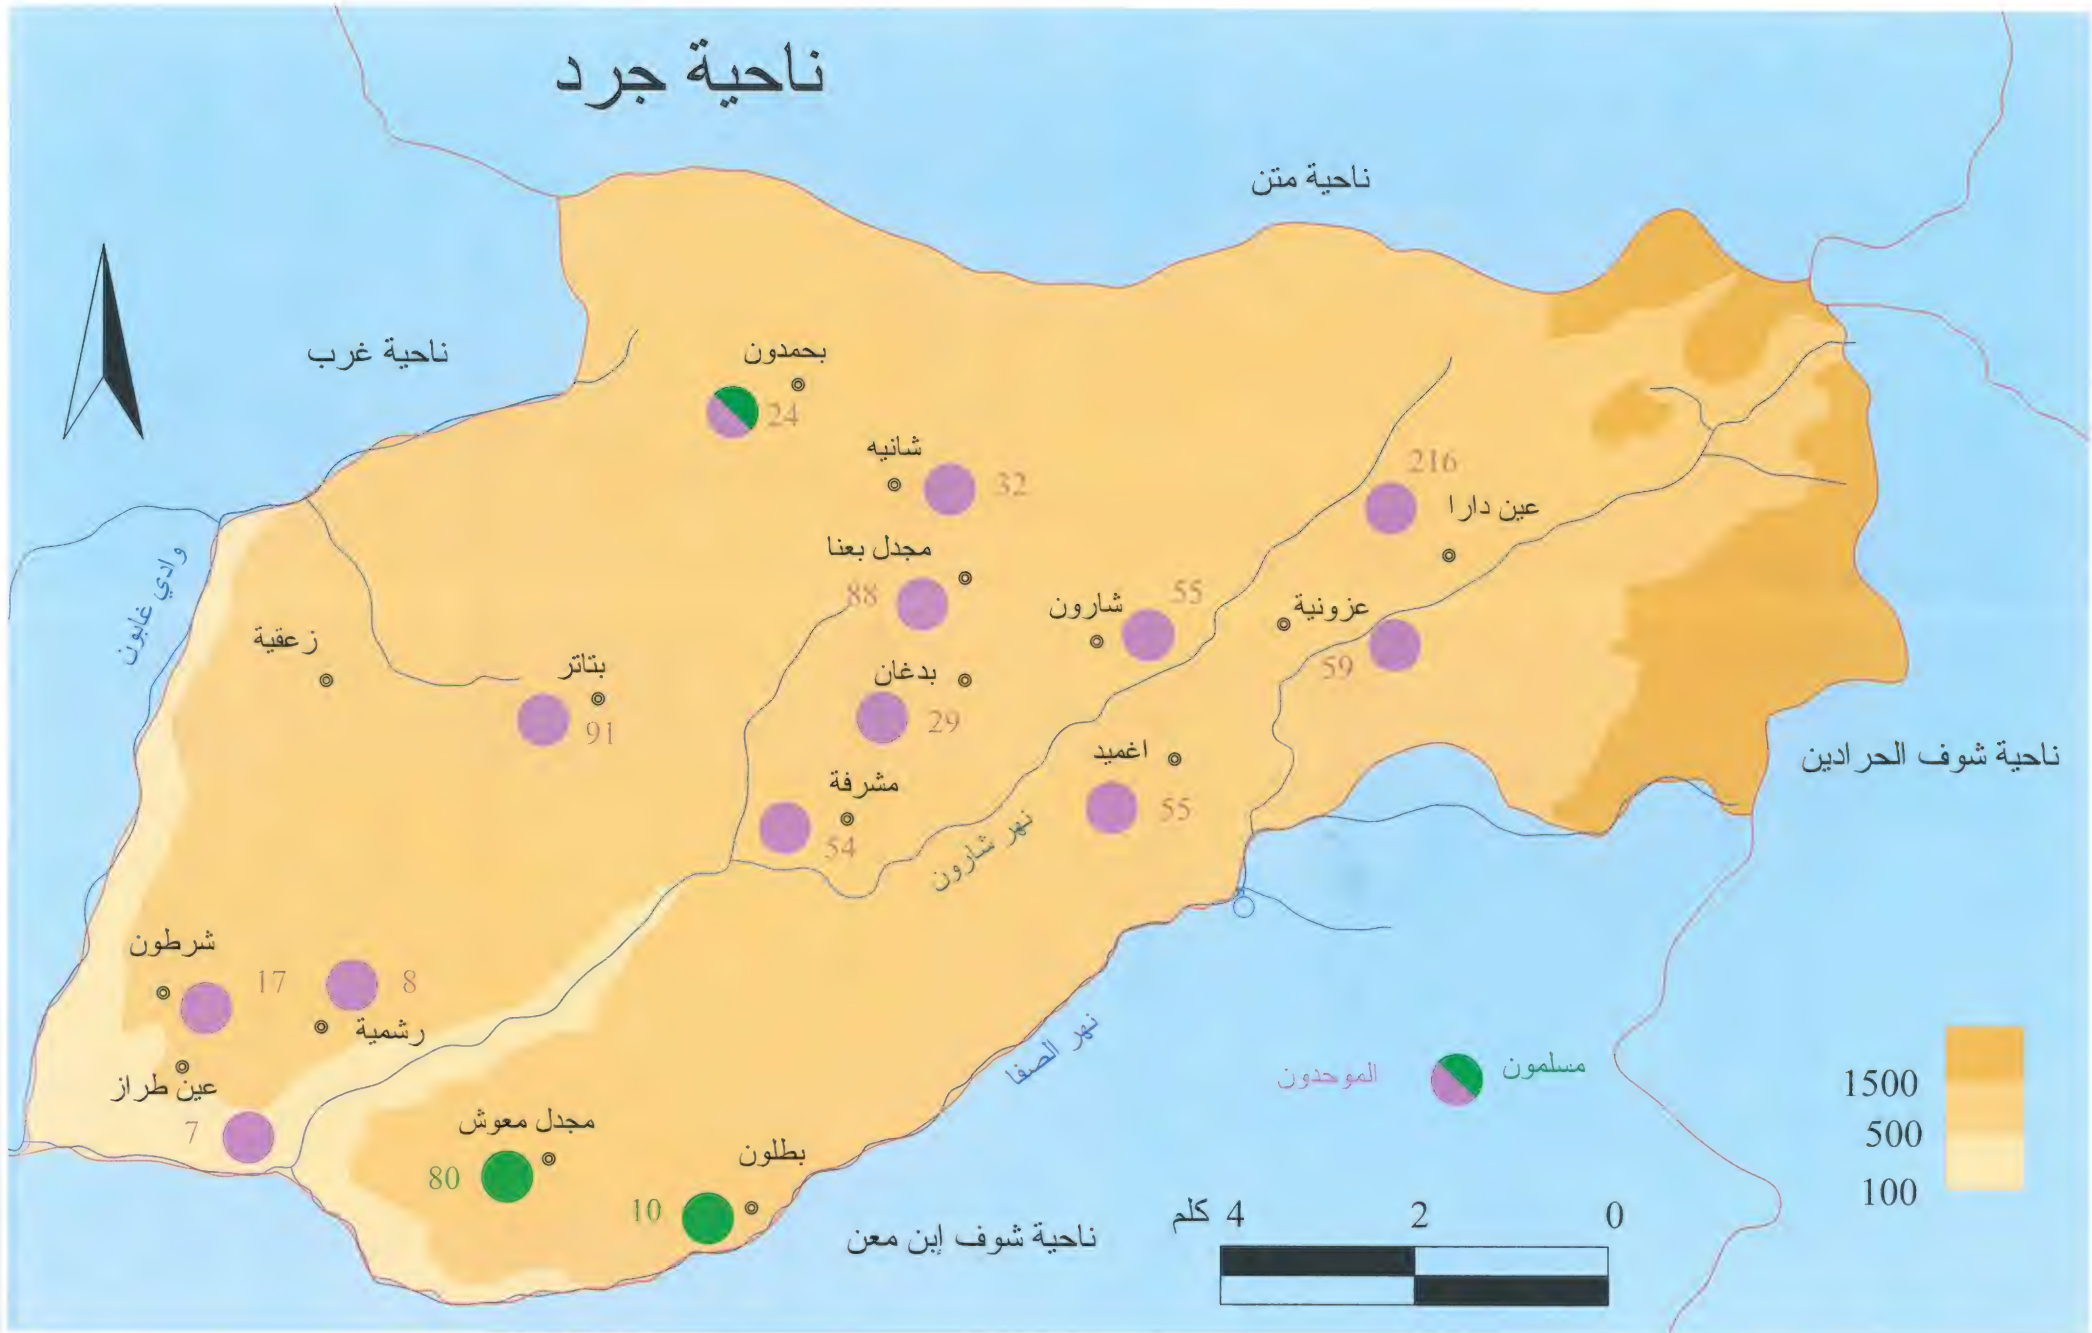 ناحية جرد
ناحية متن
ناحية غرب
بحمدون
24
شانيه
32
216
عين دارا
مجدل بعنا
88
شارون
55
عزونية
59
وادي غابون
زعقية
بتاتر
91
بدغان
29
اغميد
55
ناحية شوف الحرادين
مشرفة
54
نهر شارون
شرطون
17
8
رشمية
عين طراز
7
نهر الصفا
مجدل معوش
80
بطلون
10
ناحية شوف إبن معن
مسلمون
الموحدون
1500
500
100
0 2 4 كلم